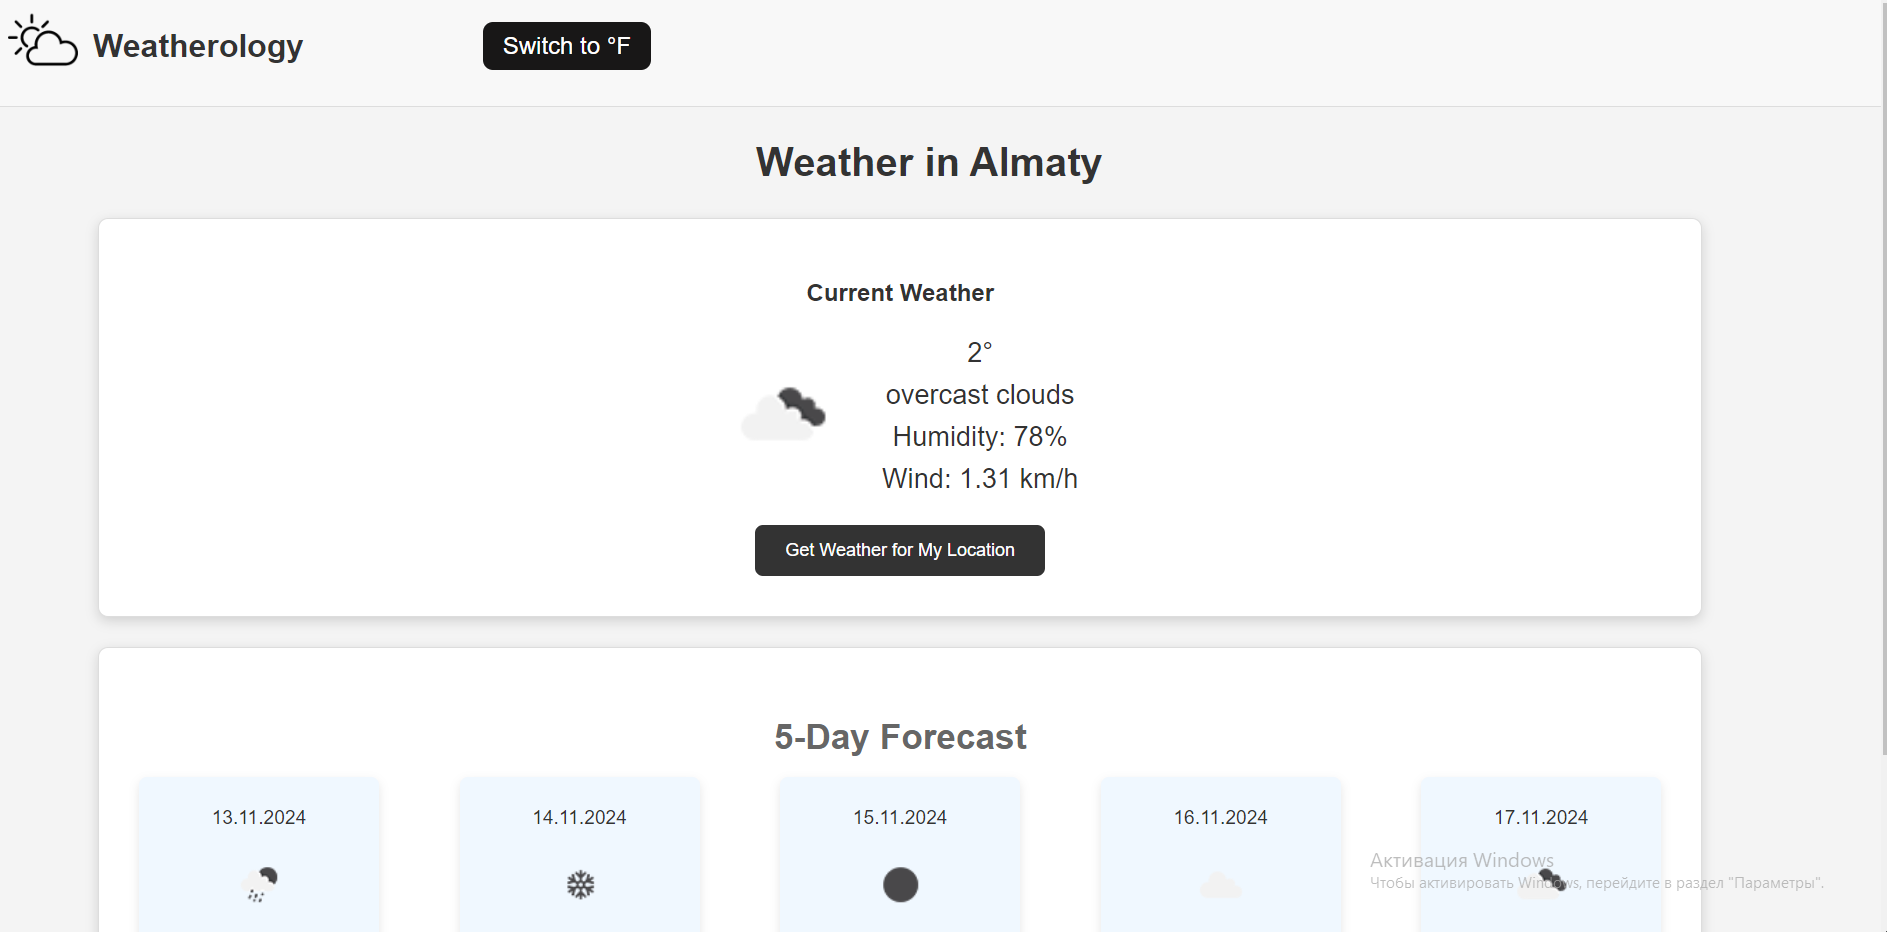 Weatherology
Switch to °F
Weather in Almaty
Current Weather
2°
overcast clouds
Humidity: 78%
Wind: 1.31 km/h
Get Weather for My Location
5-Day Forecast
13.11.2024
14.11.2024
15.11.2024
16.11.2024
17.11.2024
Активация Windows
Чтобы активировать Windows, перейдите в раздел "Параметры".